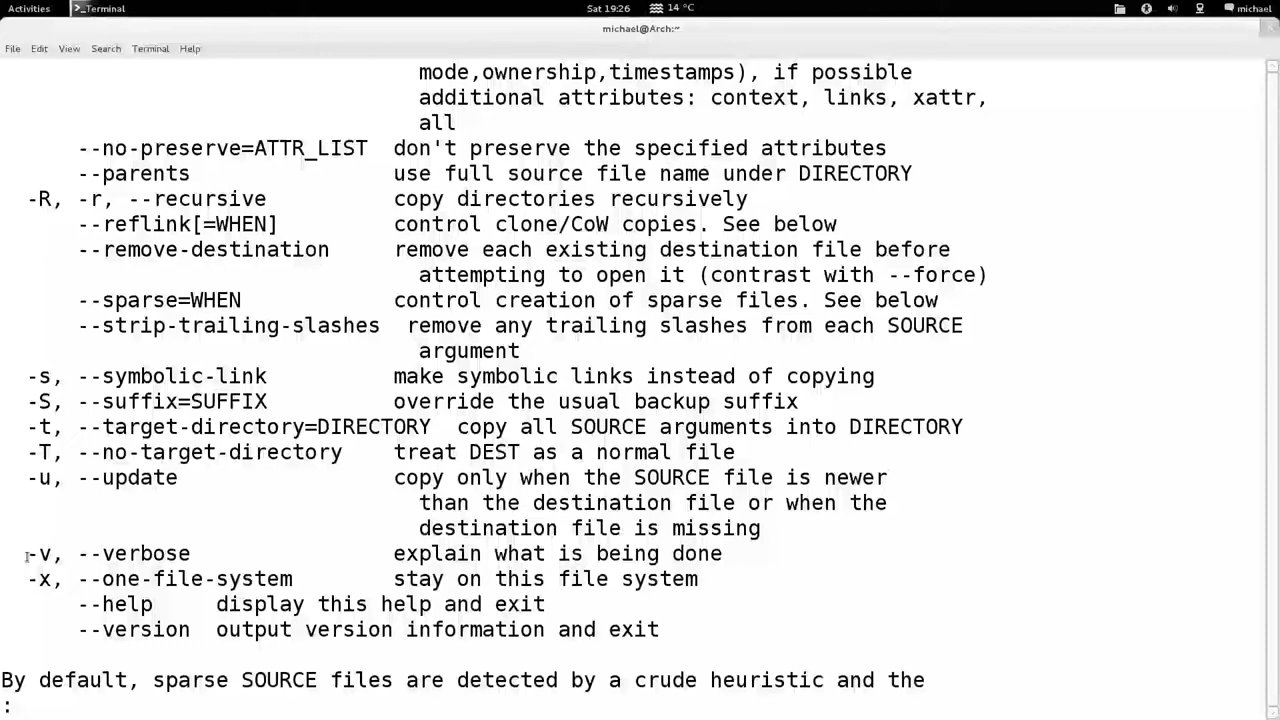 Activities Terminal Sat 19:26 14 °C michael
michael@Arch:~
File Edit View Search Terminal Help
mode,ownership,timestamps), if possible
additional attributes: context, links, xattr,
all
--no-preserve=ATTR_LIST don't preserve the specified attributes
--parents use full source file name under DIRECTORY
-R, -r, --recursive copy directories recursively
--reflink[=WHEN] control clone/CoW copies. See below
--remove-destination remove each existing destination file before
attempting to open it (contrast with --force)
--sparse=WHEN control creation of sparse files. See below
--strip-trailing-slashes remove any trailing slashes from each SOURCE
argument
-s, --symbolic-link make symbolic links instead of copying
-S, --suffix=SUFFIX override the usual backup suffix
-t, --target-directory=DIRECTORY copy all SOURCE arguments into DIRECTORY
-T, --no-target-directory treat DEST as a normal file
-u, --update copy only when the SOURCE file is newer
than the destination file or when the
destination file is missing
-v, --verbose explain what is being done
-x, --one-file-system stay on this file system
--help display this help and exit
--version output version information and exit
By default, sparse SOURCE files are detected by a crude heuristic and the
: